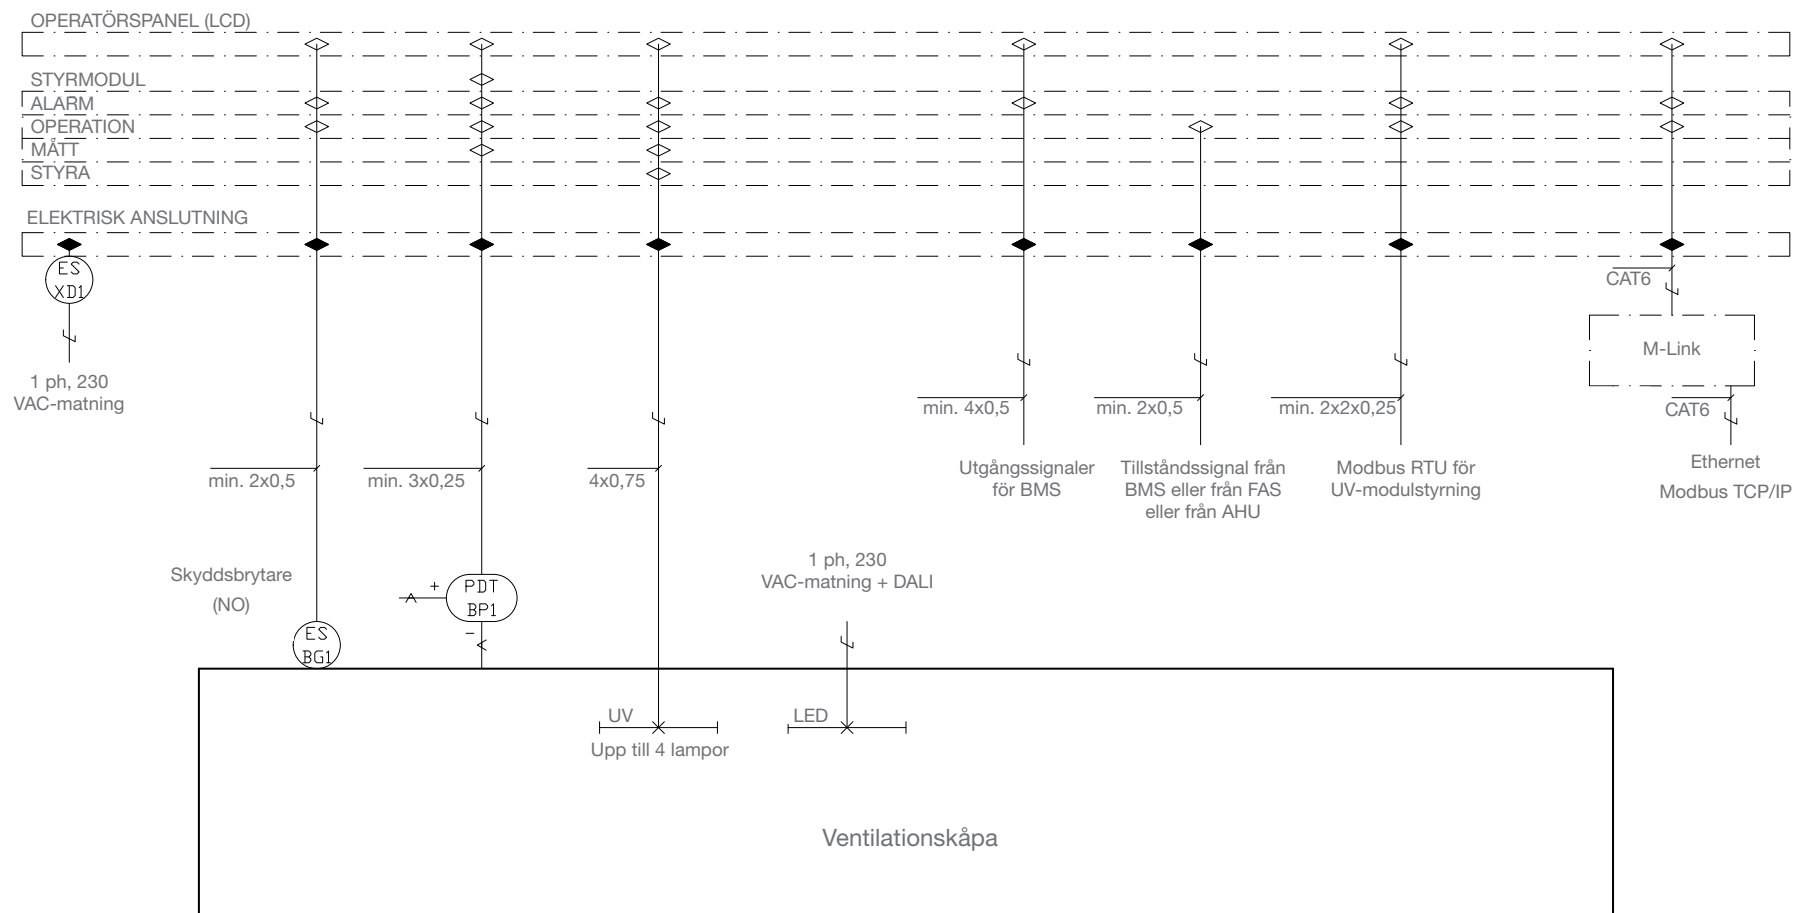 OPERATÖRSPANEL (LCD)
STYRMODUL
ALARM
OPERATION
MÅTT
STYRA
ELEKTRISK ANSLUTNING
ES
XD1
1 ph, 230
VAC-matning
min. 2x0,5
min. 3x0,25
4x0,75
min. 4x0,5
min. 2x0,5
min. 2x2x0,25
CAT6
M-Link
CAT6
Utgångssignaler
för BMS
Tillståndssignal från
BMS eller från FAS
eller från AHU
Modbus RTU för
UV-modulstyrning
Ethernet
Modbus TCP/IP
Skyddsbrytare
(NO)
ES
BG1
+
PDT
BP1
−
1 ph, 230
VAC-matning + DALI
UV
Upp till 4 lampor
LED
Ventilationskåpa